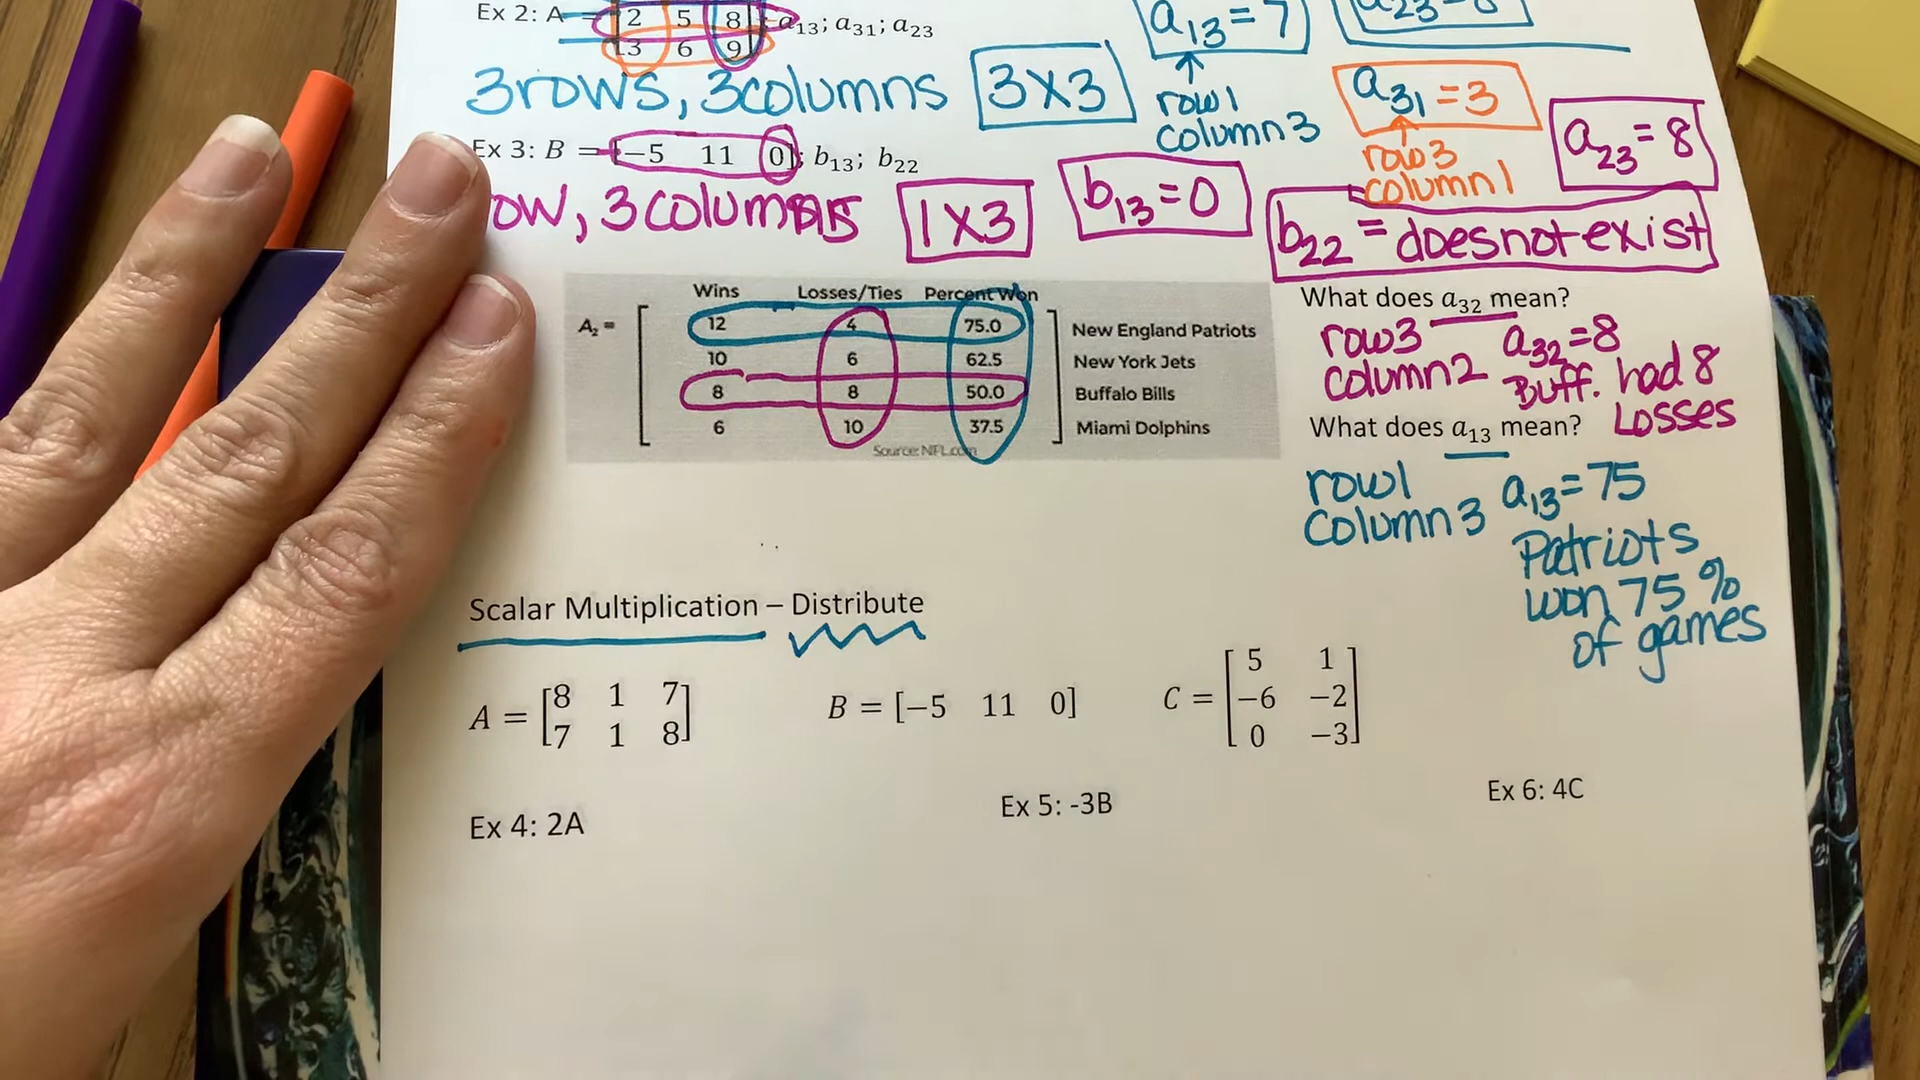 Ex 2: A = [2 5 8]; a₁₃; a₃₁; a₂₃
3 6 9
a₁₃ = 7
3 rows, 3 columns
3X3
row 1
column 3
a₃₁ = 3
row 3
column 1
a₂₃ = 8
Ex 3: B = [−5 11 0]; b₁₃; b₂₂
row, 3 columns
1X3
b₁₃ = 0
b₂₂ = does not exist
Wins Losses/Ties Percent Won
A₂ =
12 4 75.0 New England Patriots
10 6 62.5 New York Jets
8 8 50.0 Buffalo Bills
6 10 37.5 Miami Dolphins
Source: NFL.com
What does a₃₂ mean?
row 3
column 2
a₃₂ = 8
Buff. had 8
Losses
What does a₁₃ mean?
row 1
column 3
a₁₃ = 75
Patriots
won 75 %
of games
Scalar Multiplication – Distribute
A = [8 1 7
7 1 8]
B = [−5 11 0]
C = [5 1
−6 −2
0 −3]
Ex 4: 2A
Ex 5: -3B
Ex 6: 4C